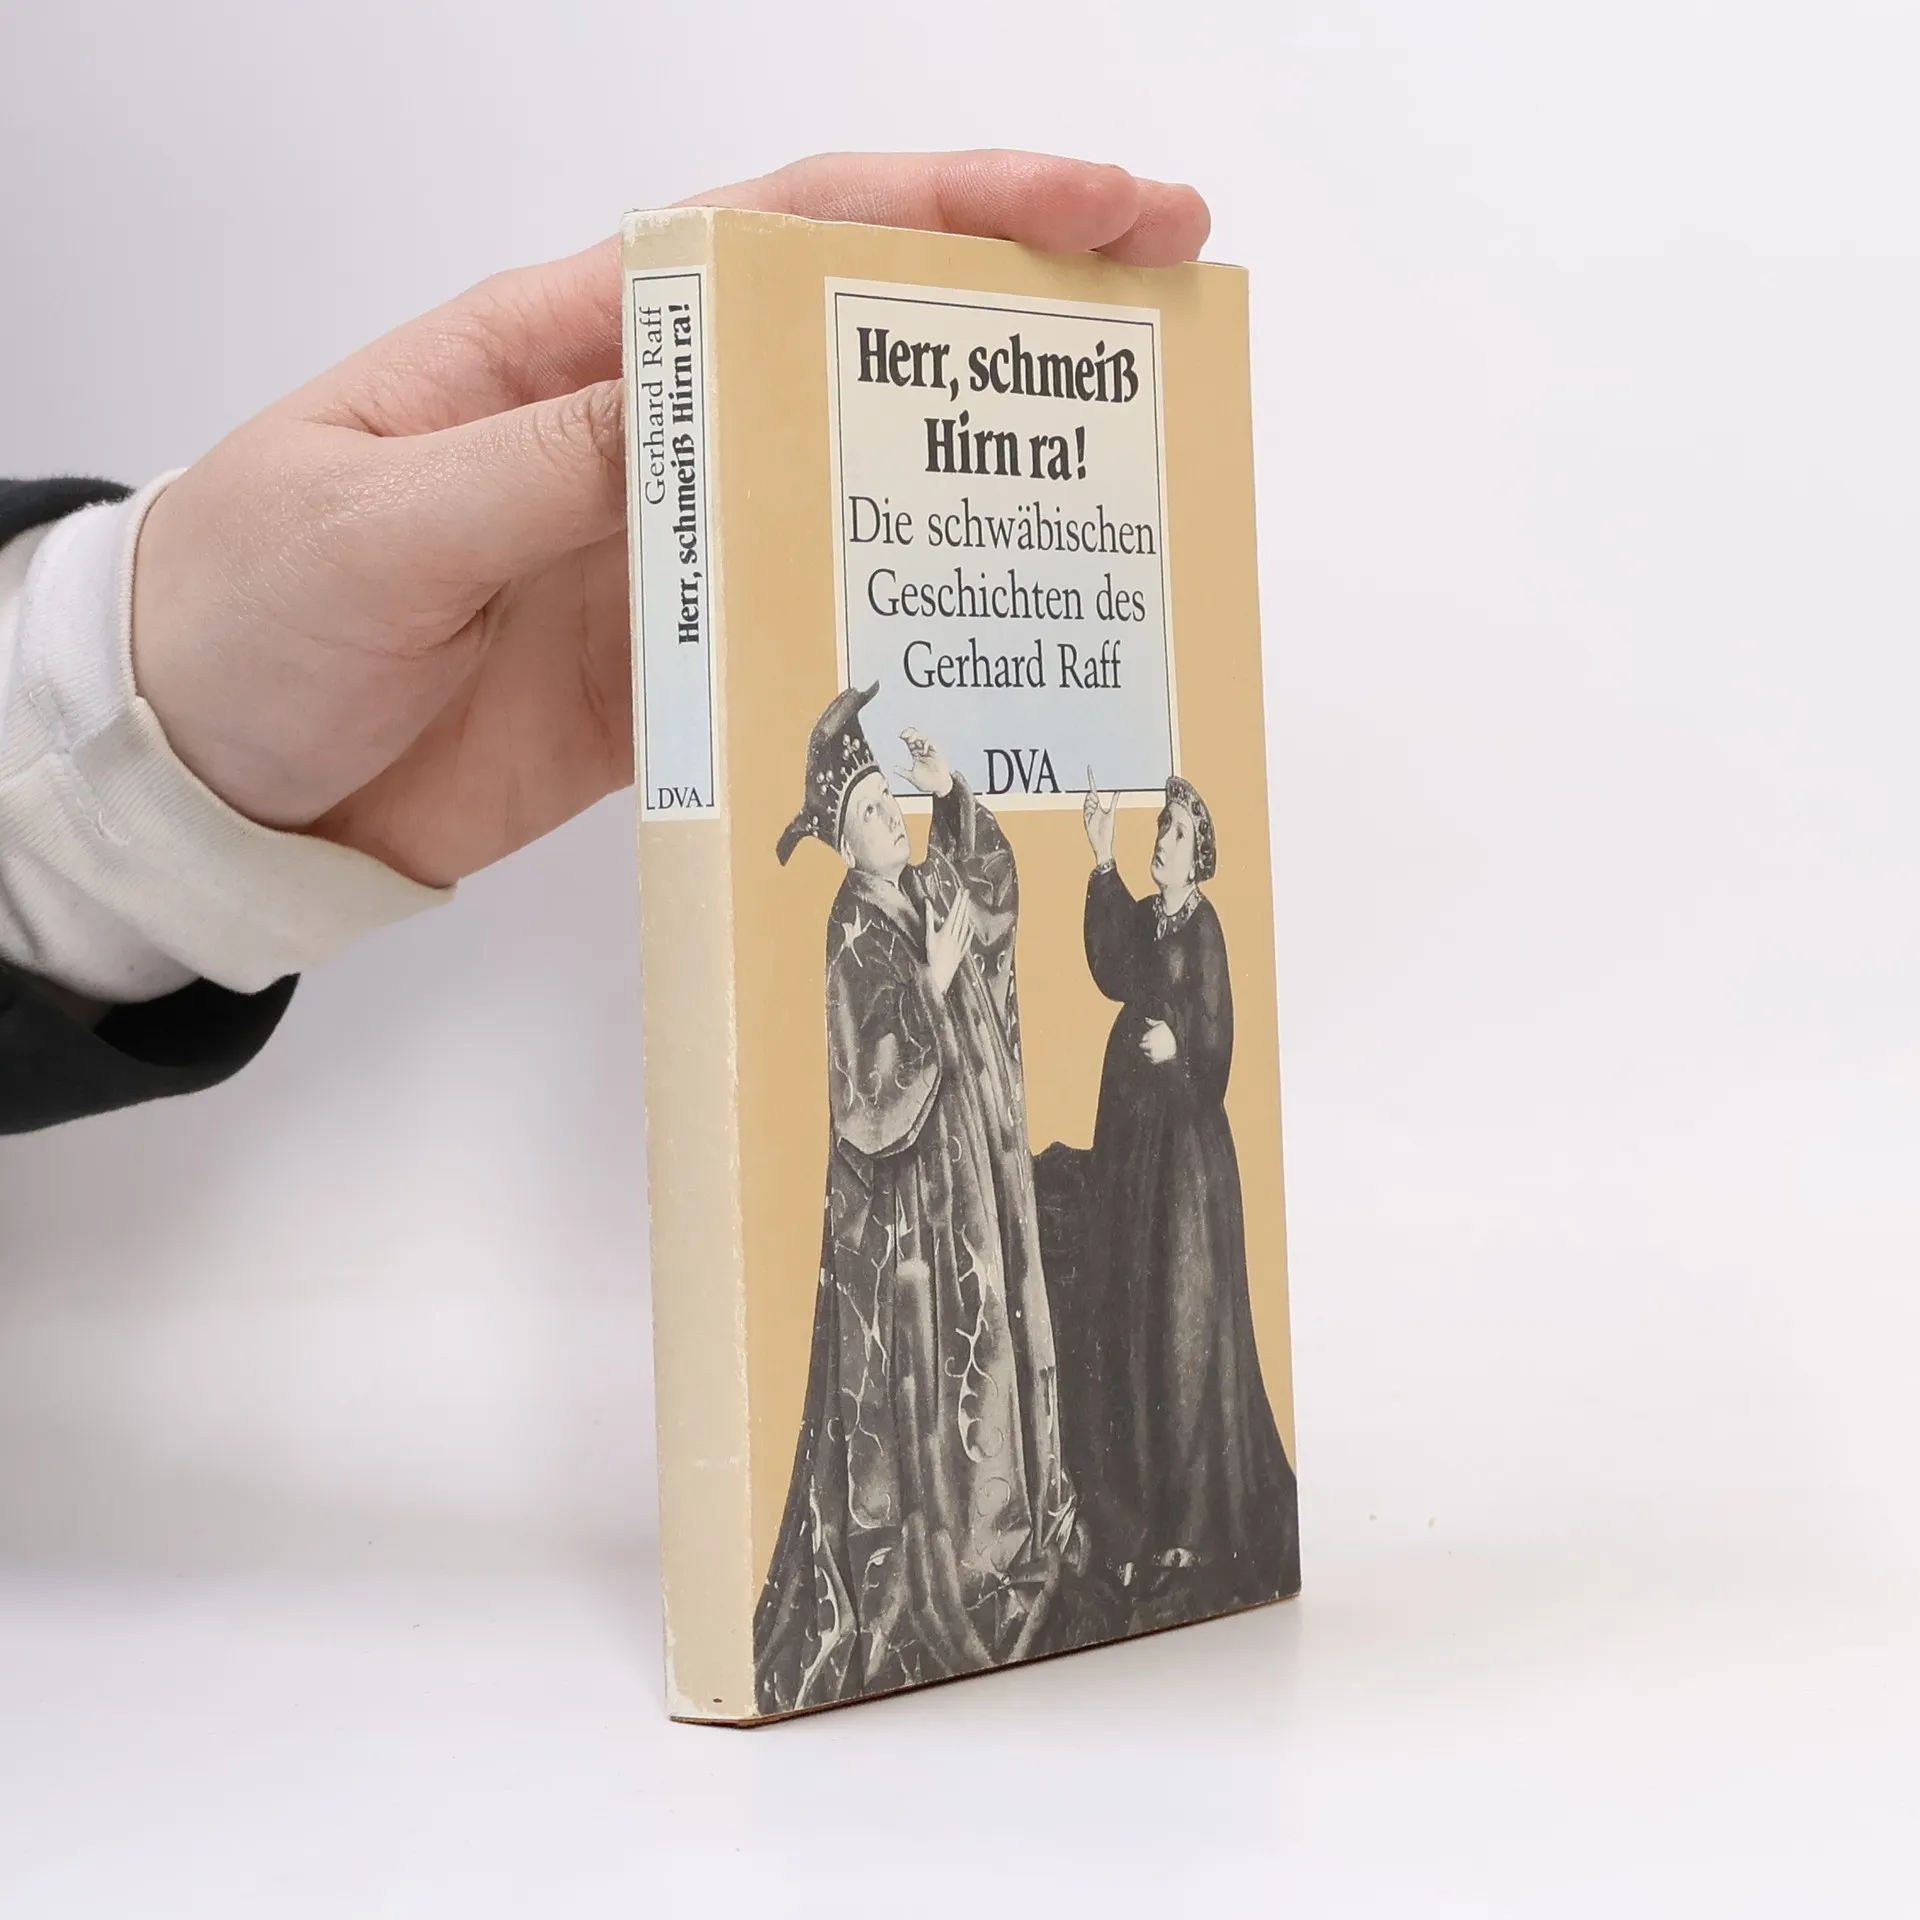 Gerhard Raff
Herr, schmeiß Hirn ra!
DVA
Herr, schmeiß
Hirn ra!
Die schwäbischen
Geschichten des
Gerhard Raff
DVA